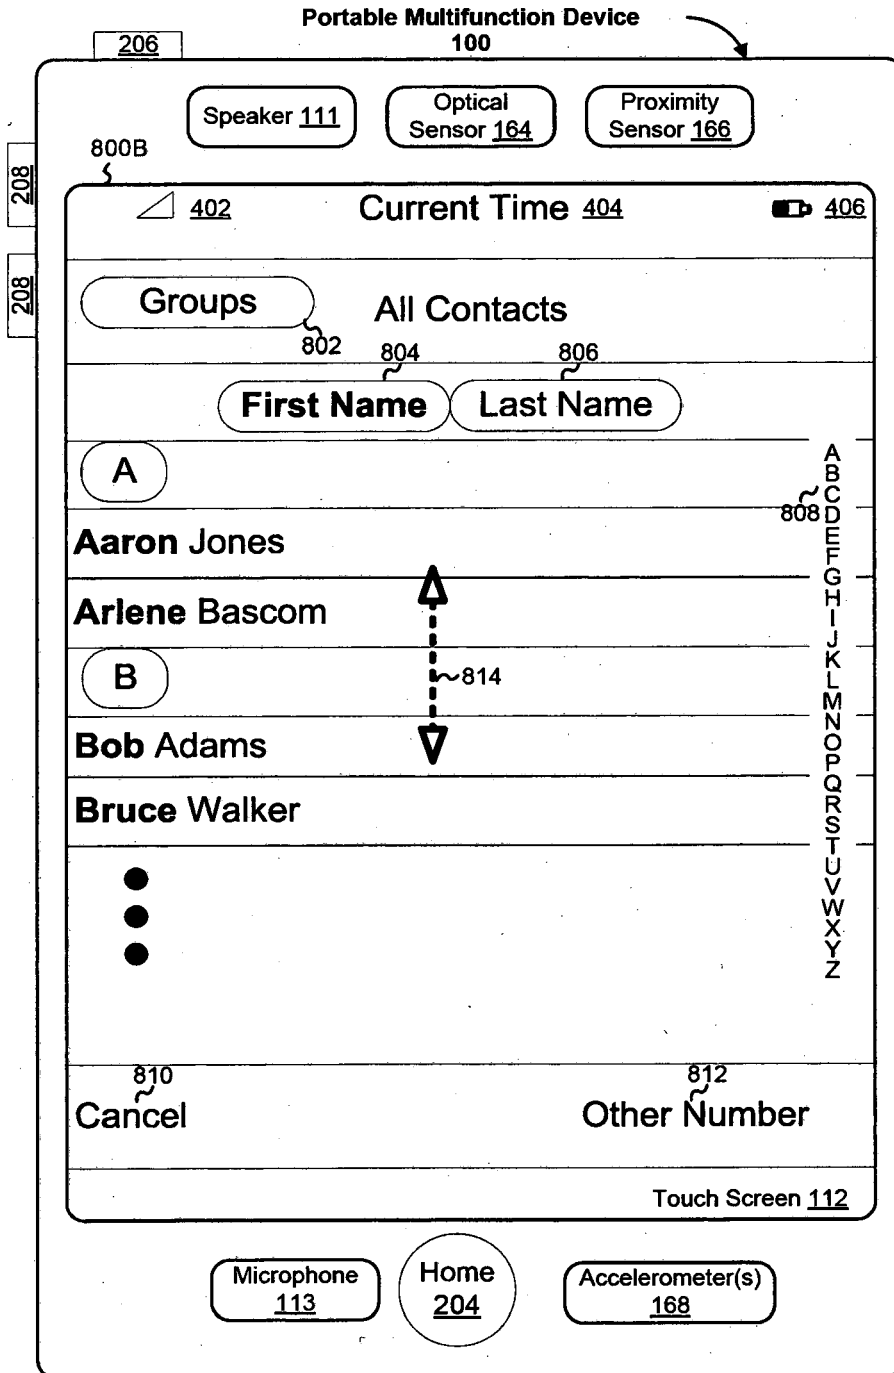 Portable Multifunction Device
100
206
Speaker 111
Optical
Sensor 164
Proximity
Sensor 166
800B
208
208
402
Current Time 404
406
Groups
802
All Contacts
804
806
First Name
Last Name
A
Aaron Jones
Arlene Bascom
B
Bob Adams
Bruce Walker
814
808
A
B
C
D
E
F
G
H
I
J
K
L
M
N
O
P
Q
R
S
T
U
V
W
X
Y
Z
810
Cancel
812
Other Number
Touch Screen 112
Microphone
113
Home
204
Accelerometer(s)
168